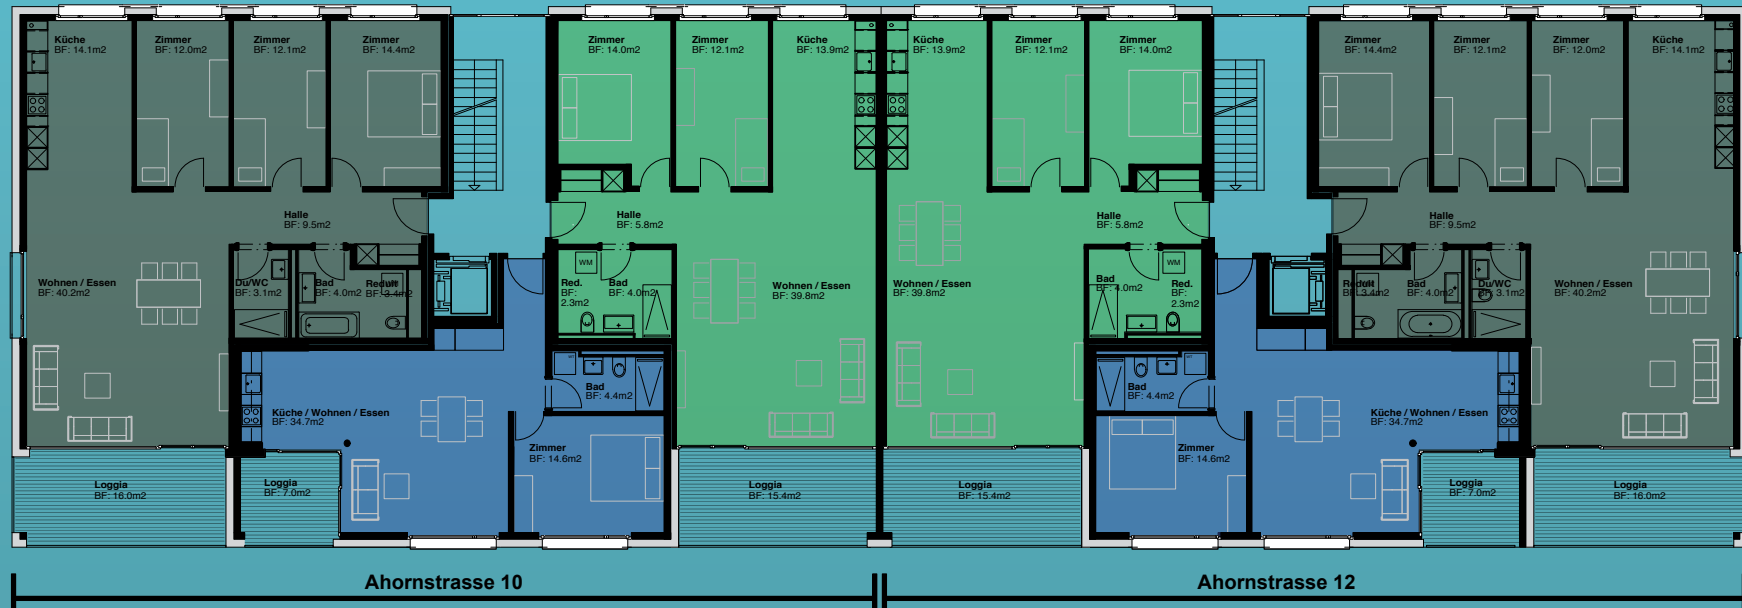 Küche
BF: 14.1m2
Zimmer
BF: 12.0m2
Zimmer
BF: 12.1m2
Zimmer
BF: 14.4m2
Zimmer
BF: 14.0m2
Zimmer
BF: 12.1m2
Küche
BF: 13.9m2
Küche
BF: 13.9m2
Zimmer
BF: 12.1m2
Zimmer
BF: 14.0m2
Zimmer
BF: 14.4m2
Zimmer
BF: 12.1m2
Zimmer
BF: 12.0m2
Küche
BF: 14.1m2
Halle
BF: 9.5m2
Halle
BF: 5.8m2
Halle
BF: 5.8m2
Halle
BF: 9.5m2
Wohnen / Essen
BF: 40.2m2
Du/WC
BF: 3.1m2
Bad
BF: 4.0m2
Reduit
BF: 3.4m2
WM
Red.
BF:
2.3m2
Bad
BF: 4.0m2
Wohnen / Essen
BF: 39.8m2
Wohnen / Essen
BF: 39.8m2
Bad
BF: 4.0m2
WM
Red.
BF:
2.3m2
Reduit
BF: 3.4m2
Bad
BF: 4.0m2
Du/WC
BF: 3.1m2
Wohnen / Essen
BF: 40.2m2
Küche / Wohnen / Essen
BF: 34.7m2
Bad
BF: 4.4m2
Zimmer
BF: 14.6m2
Bad
BF: 4.4m2
Zimmer
BF: 14.6m2
Küche / Wohnen / Essen
BF: 34.7m2
Loggia
BF: 16.0m2
Loggia
BF: 7.0m2
Loggia
BF: 15.4m2
Loggia
BF: 15.4m2
Loggia
BF: 7.0m2
Loggia
BF: 16.0m2
Ahornstrasse 10
Ahornstrasse 12